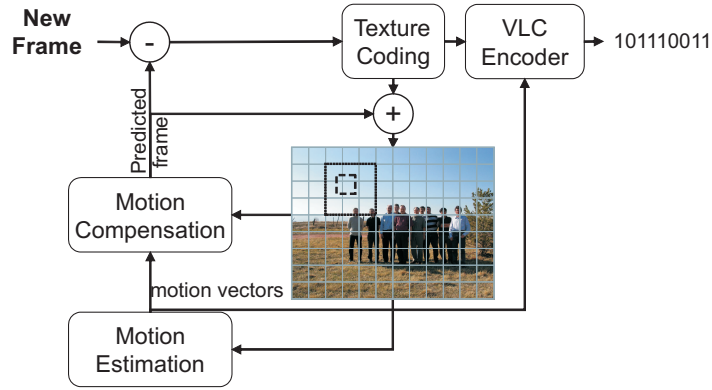 New
Frame
-
Texture
Coding
VLC
Encoder
101110011
+
Predicted
frame
Motion
Compensation
motion vectors
Motion
Estimation